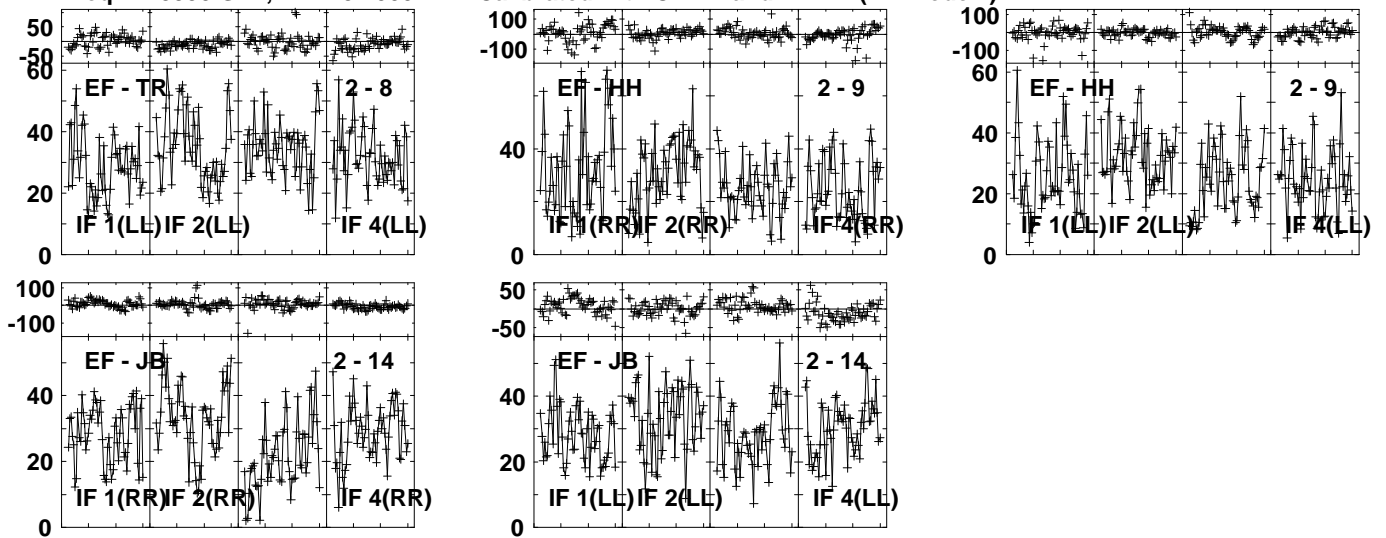 50
-50
60
40
20
0
EF - TR
2 - 8
IF 1(LL)
IF 2(LL)
IF 4(LL)
100
-100
40
0
EF - HH
2 - 9
IF 1(RR)
IF 2(RR)
IF 4(RR)
100
-100
60
40
20
0
EF - HH
2 - 9
IF 1(LL)
IF 2(LL)
IF 4(LL)
100
-100
40
20
0
EF - JB
2 - 14
IF 1(RR)
IF 2(RR)
IF 4(RR)
50
-50
40
20
0
EF - JB
2 - 14
IF 1(LL)
IF 2(LL)
IF 4(LL)